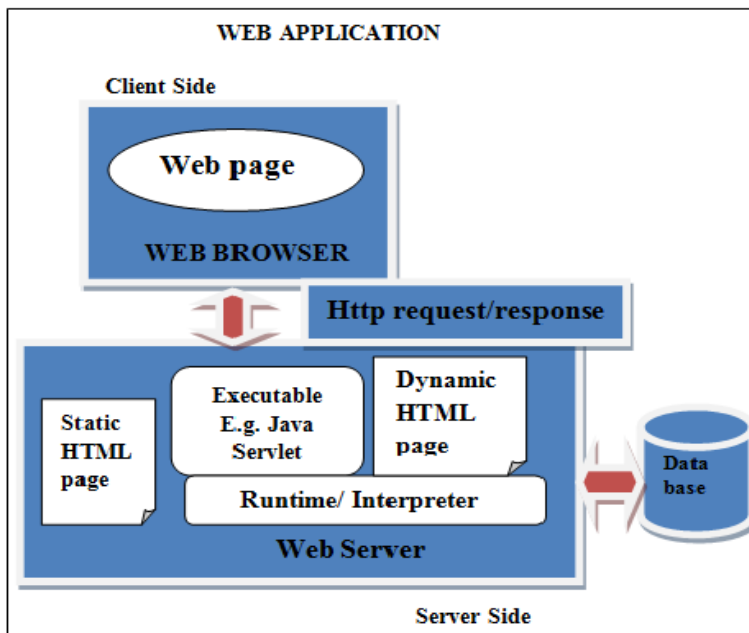 WEB APPLICATION
Client Side
Web page
WEB BROWSER
Http request/response
Static
HTML
page
Executable
E.g. Java
Servlet
Dynamic
HTML
page
Runtime/ Interpreter
Web Server
Data
base
Server Side